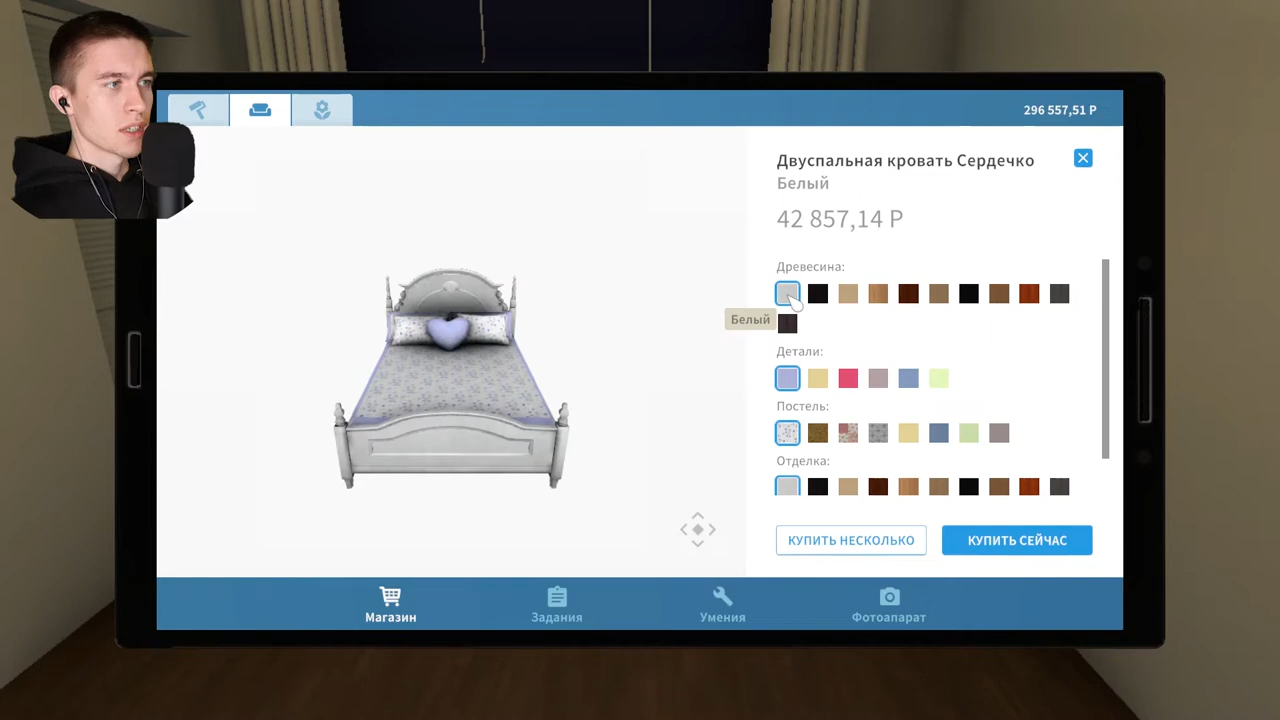 296 557,51 Р
Двуспальная кровать Сердечко
Белый
42 857,14 Р
Древесина:
Белый
Детали:
Постель:
Отделка:
КУПИТЬ НЕСКОЛЬКО
КУПИТЬ СЕЙЧАС
Магазин
Задания
Умения
Фотоапарат